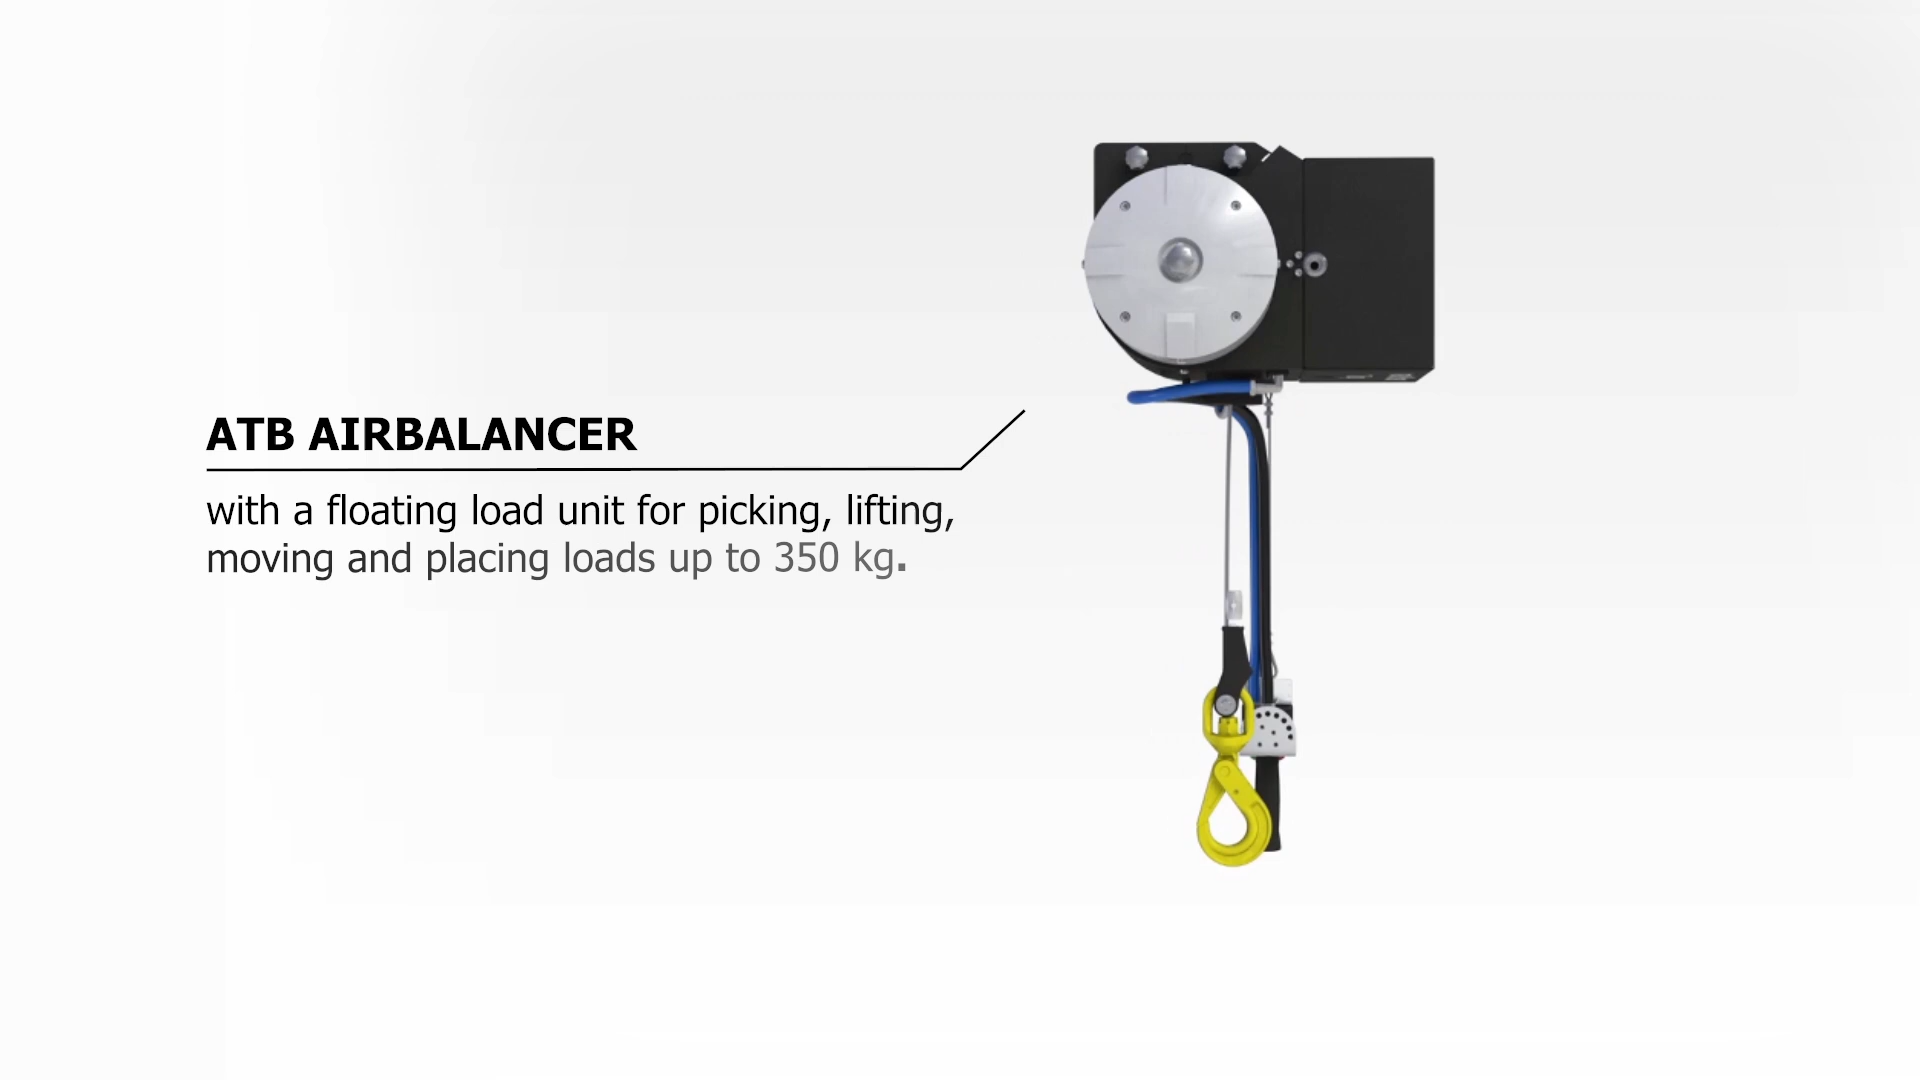 ATB AIRBALANCER
with a floating load unit for picking, lifting,
moving and placing loads up to 350 kg.